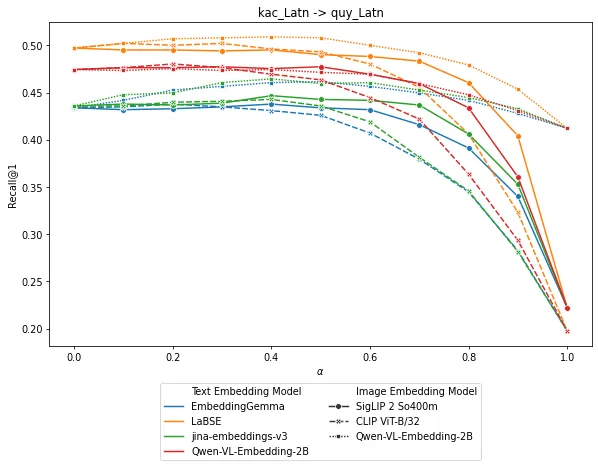 kac_Latn -> quy_Latn
Recall@1
0.50
0.45
0.40
0.35
0.30
0.25
0.20
0.0 0.2 0.4 0.6 0.8 1.0
α
Text Embedding Model Image Embedding Model
EmbeddingGemma SigLIP 2 So400m
LaBSE CLIP ViT-B/32
jina-embeddings-v3 Qwen-VL-Embedding-2B
Qwen-VL-Embedding-2B